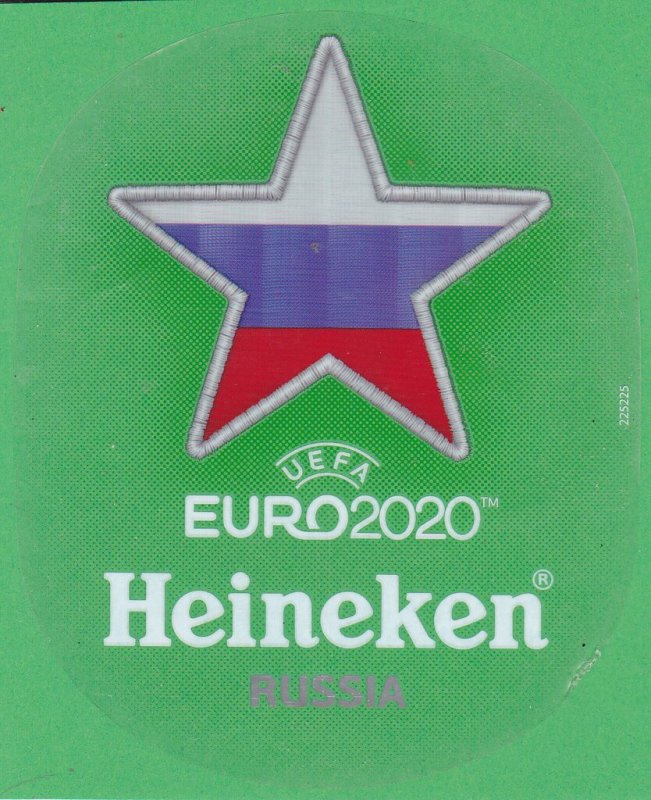 225225
UEFA
EURO2020™
Heineken®
RUSSIA